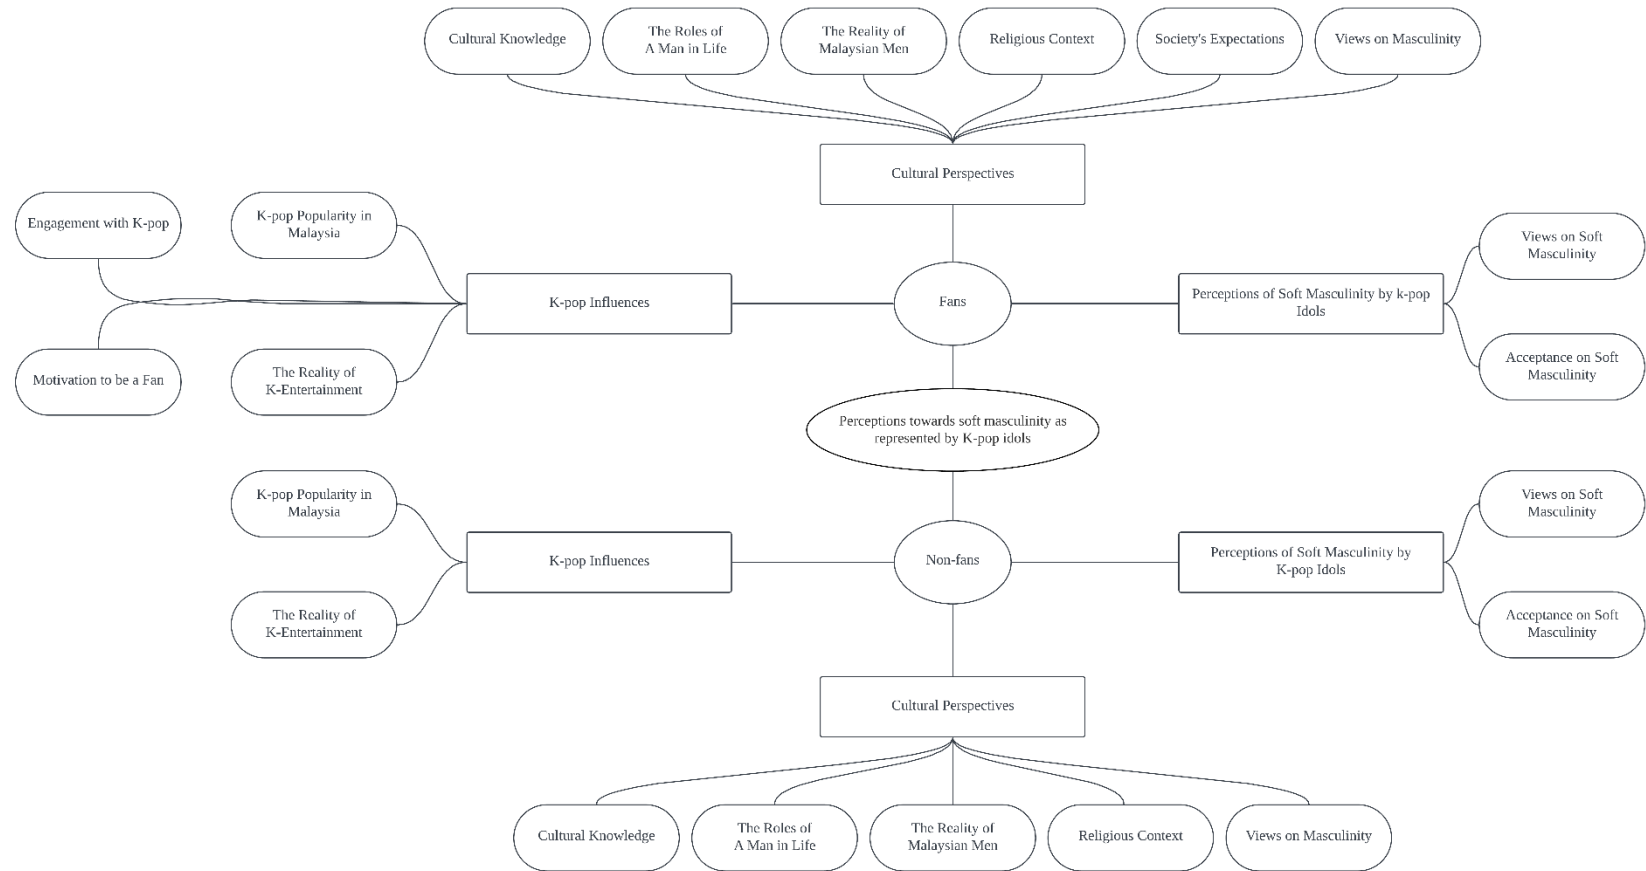 Cultural Knowledge
The Roles of
A Man in Life
The Reality of
Malaysian Men
Religious Context
Society's Expectations
Views on Masculinity
Cultural Perspectives
Engagement with K-pop
K-pop Popularity in
Malaysia
Views on Soft
Masculinity
K-pop Influences
Fans
Perceptions of Soft Masculinity by k-pop
Idols
Motivation to be a Fan
The Reality of
K-Entertainment
Acceptance on Soft
Masculinity
Perceptions towards soft masculinity as
represented by K-pop idols
K-pop Popularity in
Malaysia
Views on Soft
Masculinity
K-pop Influences
Non-fans
Perceptions of Soft Masculinity by
K-pop Idols
The Reality of
K-Entertainment
Acceptance on Soft
Masculinity
Cultural Perspectives
Cultural Knowledge
The Roles of
A Man in Life
The Reality of
Malaysian Men
Religious Context
Views on Masculinity